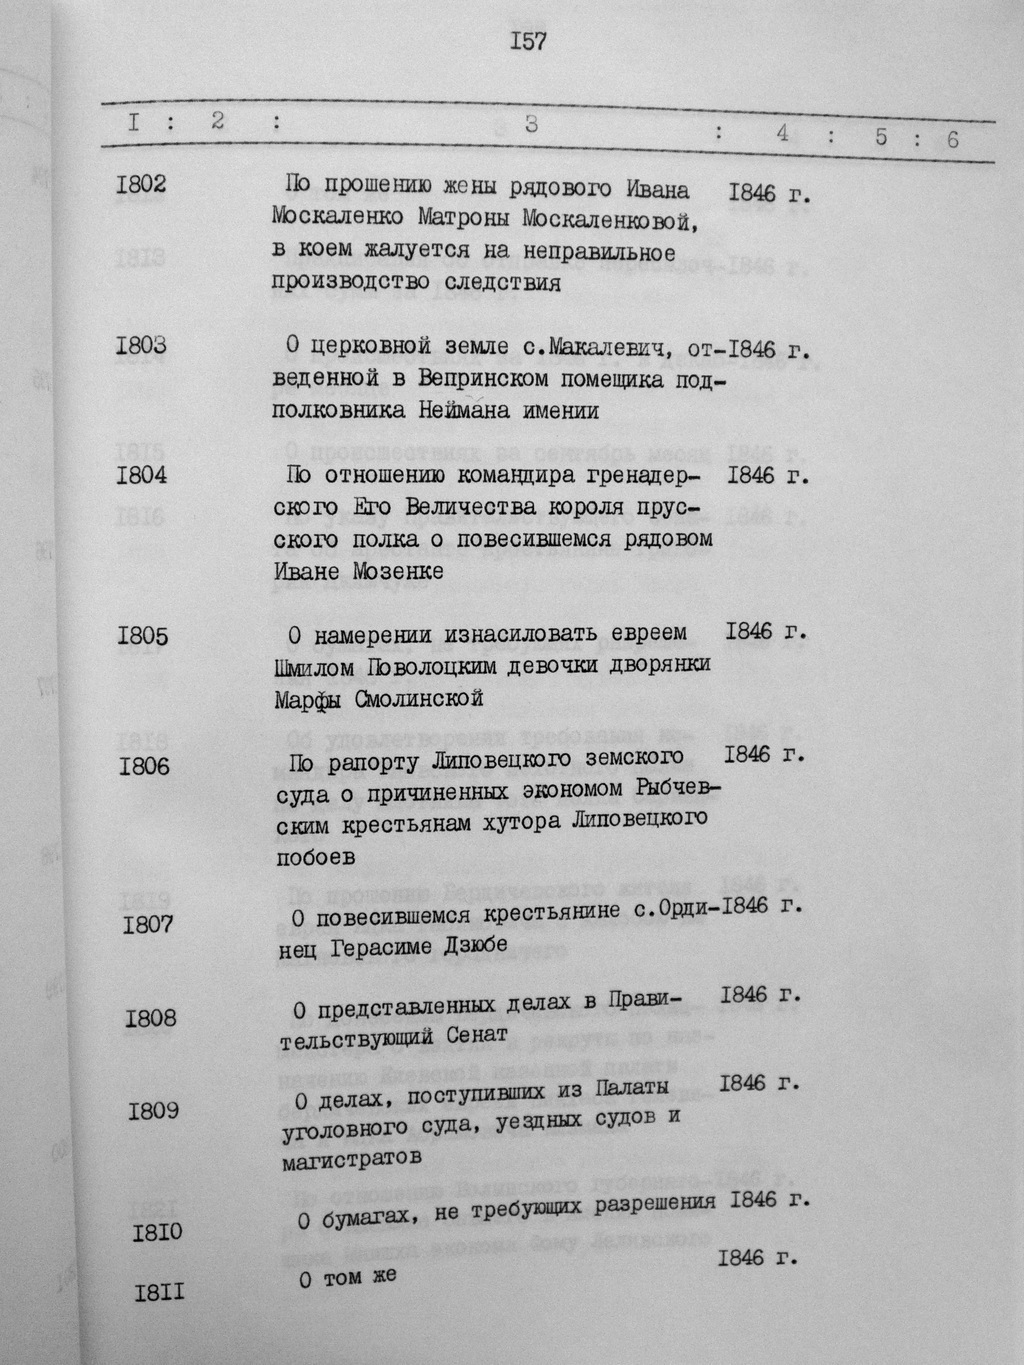 I57
I : 2 : 3 : 4 : 5 : 6
I802 По прошению жены рядового Ивана I846 г.
Москаленко Матроны Москаленковой,
в коем жалуется на неправильное
производство следствия
I803 О церковной земле с.Макалевич, от-I846 г.
веденной в Вепринском помещика под-
полковника Неймана имении
I804 По отношению командира гренадер- I846 г.
ского Его Величества короля прус-
ского полка о повесившемся рядовом
Иване Мозенке
I805 О намерении изнасиловать евреем I846 г.
Шмилом Поволоцким девочки дворянки
Марфы Смолинской
I806 По рапорту Липовецкого земского I846 г.
суда о причиненных экономом Рыбчев-
ским крестьянам хутора Липовецкого
побоев
I807 О повесившемся крестьянине с.Орди-I846 г.
нец Герасиме Дзюбе
I808 О представленных делах в Прави- I846 г.
тельствующий Сенат
I809 О делах, поступивших из Палаты I846 г.
уголовного суда, уездных судов и
магистратов
I8IO О бумагах, не требующих разрешения I846 г.
I8II О том же I846 г.